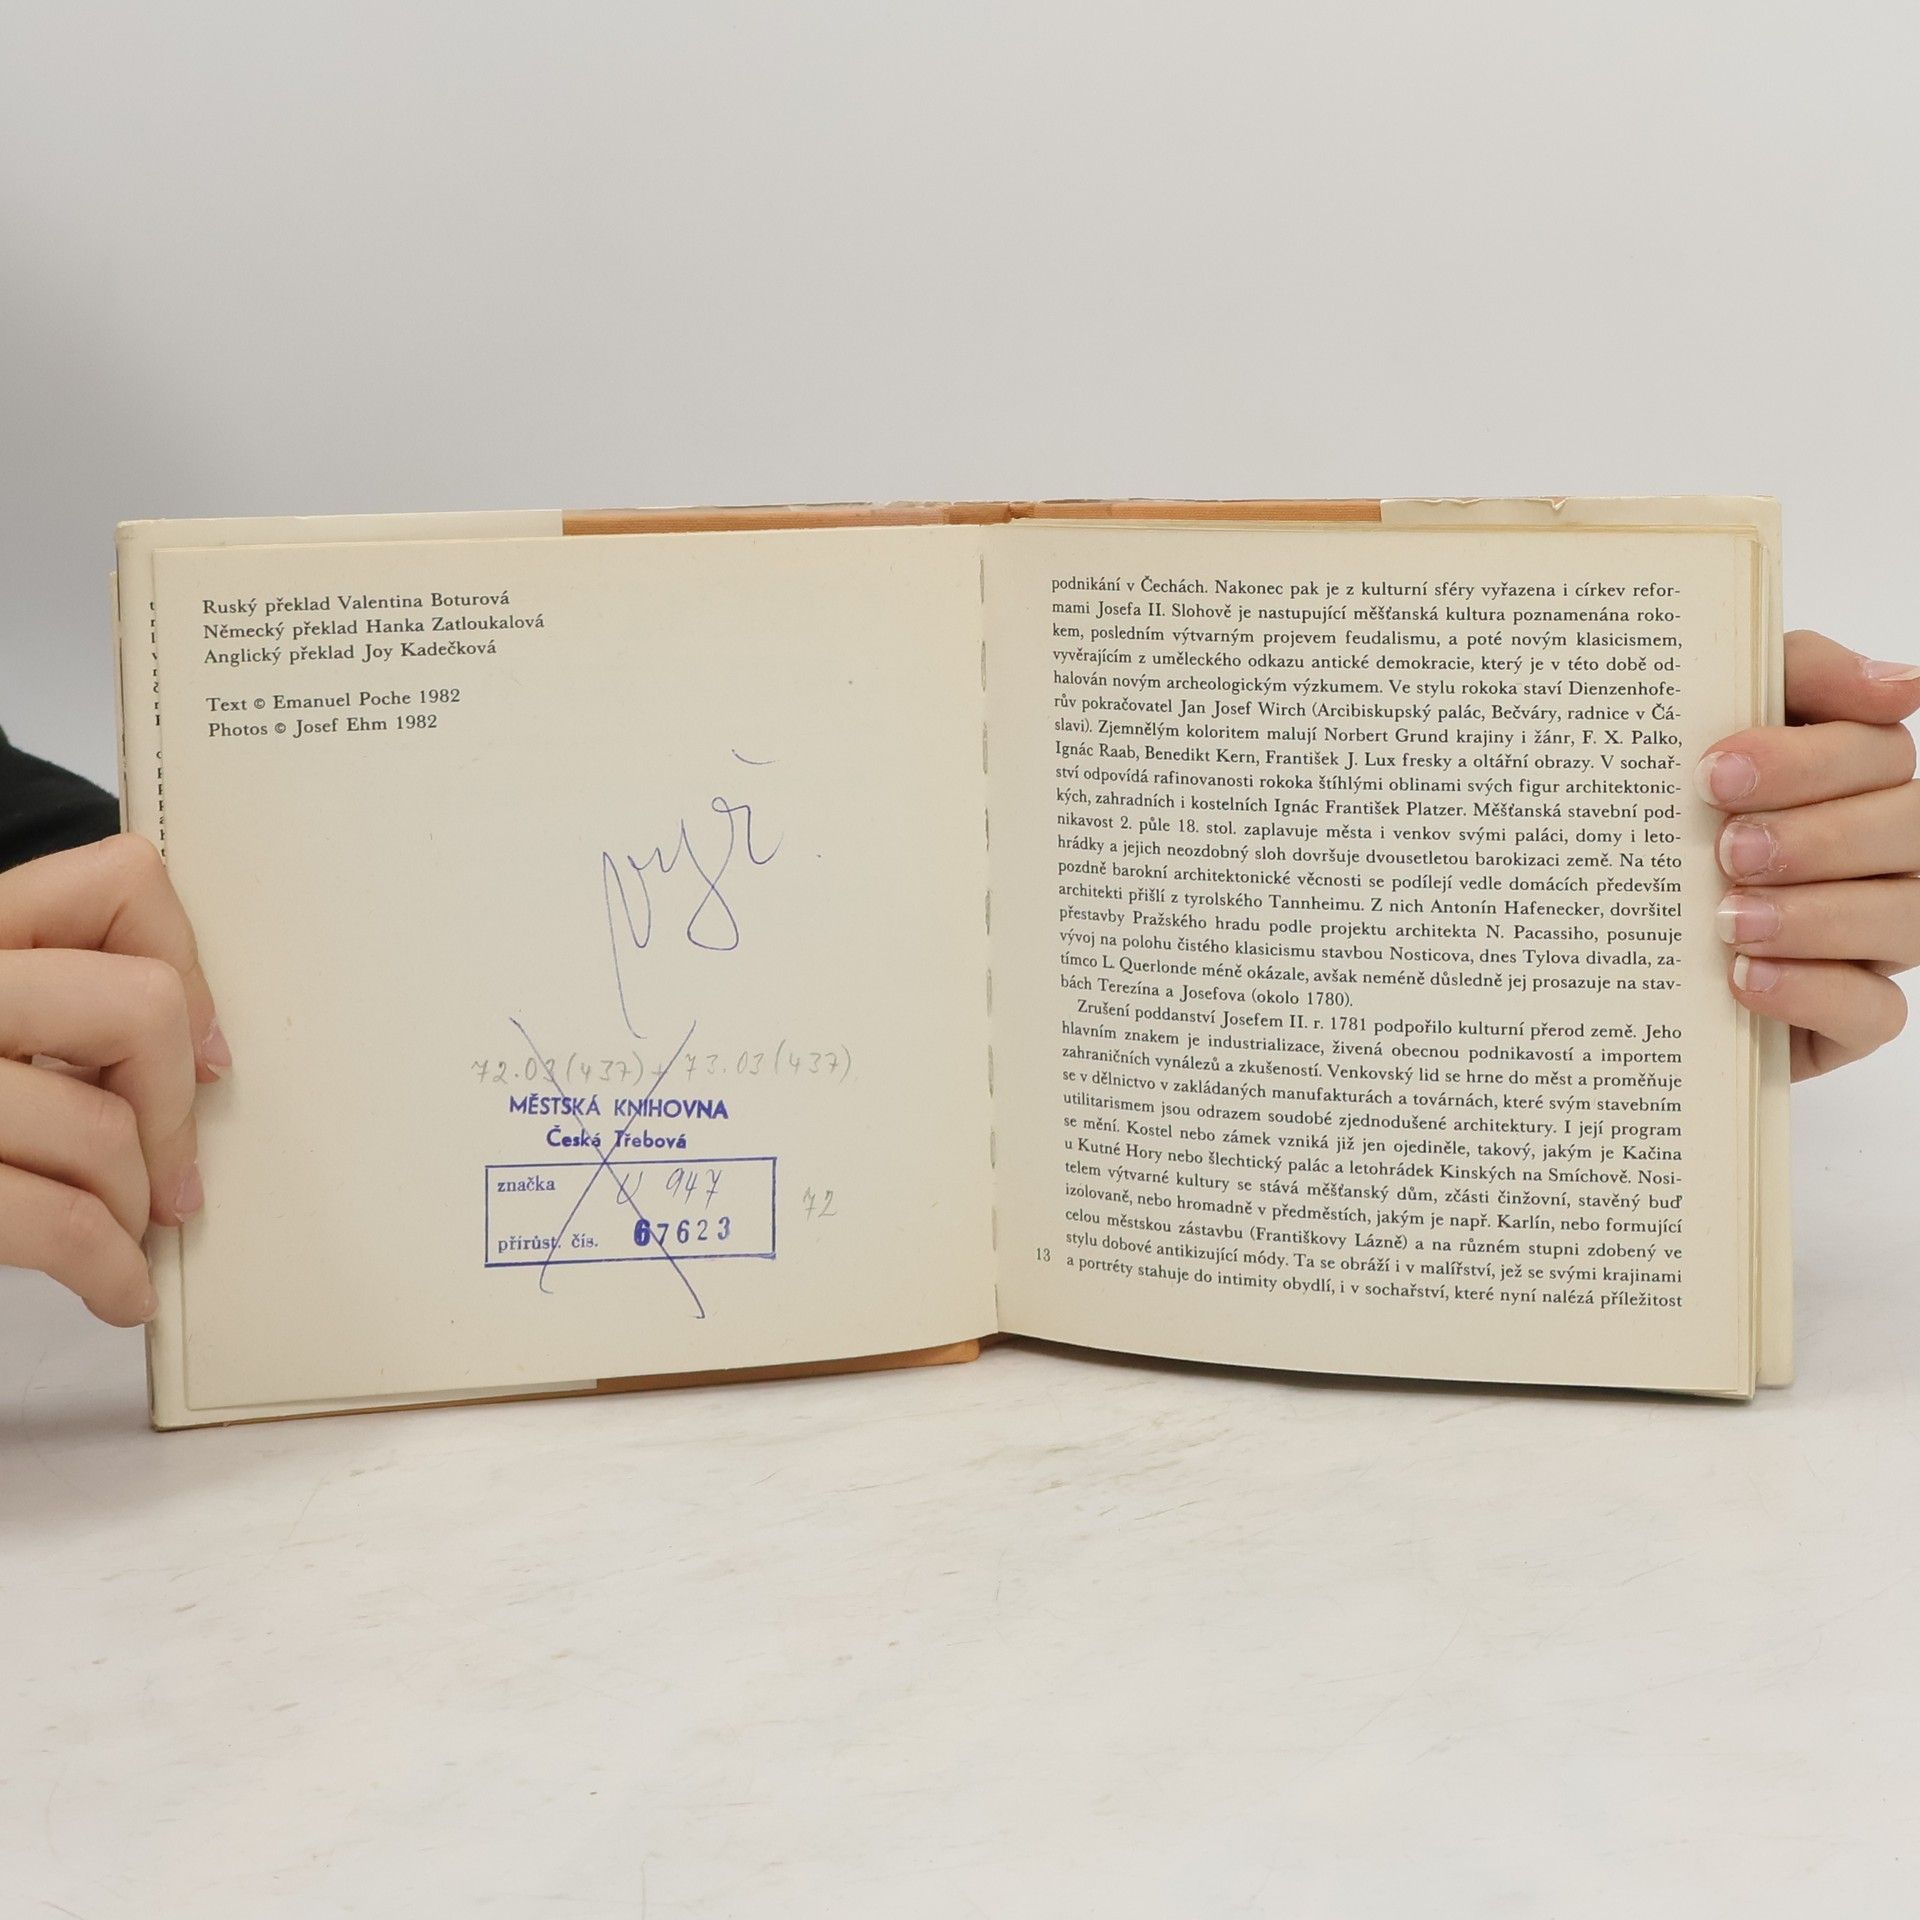 Ruský překlad Valentina Boturová
Německý překlad Hanka Zatloukalová
Anglický překlad Joy Kadečková
Text © Emanuel Poche 1982
Photos © Josef Ehm 1982
vyř.
72.03 (437) + 73.03 (437)
MĚSTSKÁ KNIHOVNA
Česká Třebová
značka U 947
72
přírůst. čís. 67623
podnikání v Čechách. Nakonec pak je z kulturní sféry vyřazena i církev refor-
mami Josefa II. Slohově je nastupující měšťanská kultura poznamenána roko-
kem, posledním výtvarným projevem feudalismu, a poté novým klasicismem,
vyvěrajícím z uměleckého odkazu antické demokracie, který je v této době od-
halován novým archeologickým výzkumem. Ve stylu rokoka staví Dienzenhofe-
rův pokračovatel Jan Josef Wirch (Arcibiskupský palác, Bečváry, radnice v Čá-
slavi). Zjemnělým koloritem malují Norbert Grund krajiny i žánr, F. X. Palko,
Ignác Raab, Benedikt Kern, František J. Lux fresky a oltářní obrazy. V sochař-
ství odpovídá rafinovanosti rokoka štíhlými oblinami svých figur architektonic-
kých, zahradních i kostelních Ignác František Platzer. Měšťanská stavební pod-
nikavost 2. půle 18. stol. zaplavuje města i venkov svými paláci, domy i leto-
hrádky a jejich neozdobný sloh dovršuje dvousetletou barokizaci země. Na této
pozdně barokní architektonické věcnosti se podílejí vedle domácích především
architekti přišlí z tyrolského Tannheimu. Z nich Antonín Hafenecker, dovršitel
přestavby Pražského hradu podle projektu architekta N. Pacassiho, posunuje
vývoj na polohu čistého klasicismu stavbou Nosticova, dnes Tylova divadla, za-
tímco L. Querlonde méně okázale, avšak neméně důsledně jej prosazuje na stav-
bách Terezína a Josefova (okolo 1780).
Zrušení poddanství Josefem II. r. 1781 podpořilo kulturní přerod země. Jeho
hlavním znakem je industrializace, živená obecnou podnikavostí a importem
zahraničních vynálezů a zkušeností. Venkovský lid se hrne do měst a proměňuje
se v dělnictvo v zakládaných manufakturách a továrnách, které svým stavebním
utilitarismem jsou odrazem soudobé zjednodušené architektury. I její program
se mění. Kostel nebo zámek vzniká již jen ojediněle, takový, jakým je Kačina
u Kutné Hory nebo šlechtický palác a letohrádek Kinských na Smíchově. Nosi-
telem výtvarné kultury se stává měšťanský dům, zčásti činžovní, stavěný buď
izolovaně, nebo hromadně v předměstích, jakým je např. Karlín, nebo formující
celou městskou zástavbu (Františkovy Lázně) a na různém stupni zdobený ve
stylu dobové antikizující módy. Ta se obráží i v malířství, jež se svými krajinami
13 a portréty stahuje do intimity obydlí, i v sochařství, které nyní nalézá příležitost